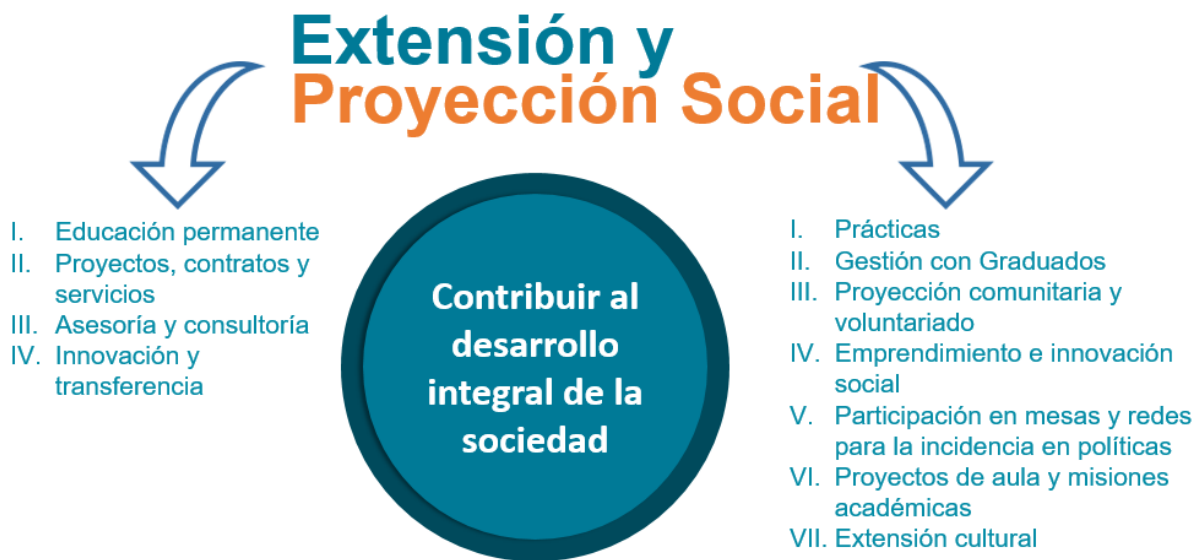 Extensión y
Proyección Social
I. Educación permanente
II. Proyectos, contratos y
servicios
III. Asesoría y consultoría
IV. Innovación y
transferencia
Contribuir al
desarrollo
integral de la
sociedad
I. Prácticas
II. Gestión con Graduados
III. Proyección comunitaria y
voluntariado
IV. Emprendimiento e innovación
social
V. Participación en mesas y redes
para la incidencia en políticas
VI. Proyectos de aula y misiones
académicas
VII. Extensión cultural